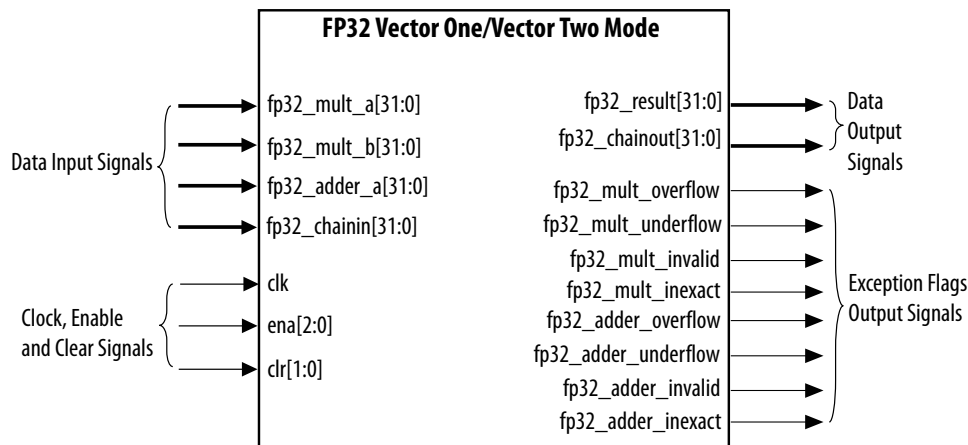 FP32 Vector One/Vector Two Mode
Data Input Signals
fp32_mult_a[31:0]
fp32_mult_b[31:0]
fp32_adder_a[31:0]
fp32_chainin[31:0]
Clock, Enable
and Clear Signals
clk
ena[2:0]
clr[1:0]
fp32_result[31:0]
fp32_chainout[31:0]
Data
Output
Signals
fp32_mult_overflow
fp32_mult_underflow
fp32_mult_invalid
fp32_mult_inexact
fp32_adder_overflow
fp32_adder_underflow
fp32_adder_invalid
fp32_adder_inexact
Exception Flags
Output Signals